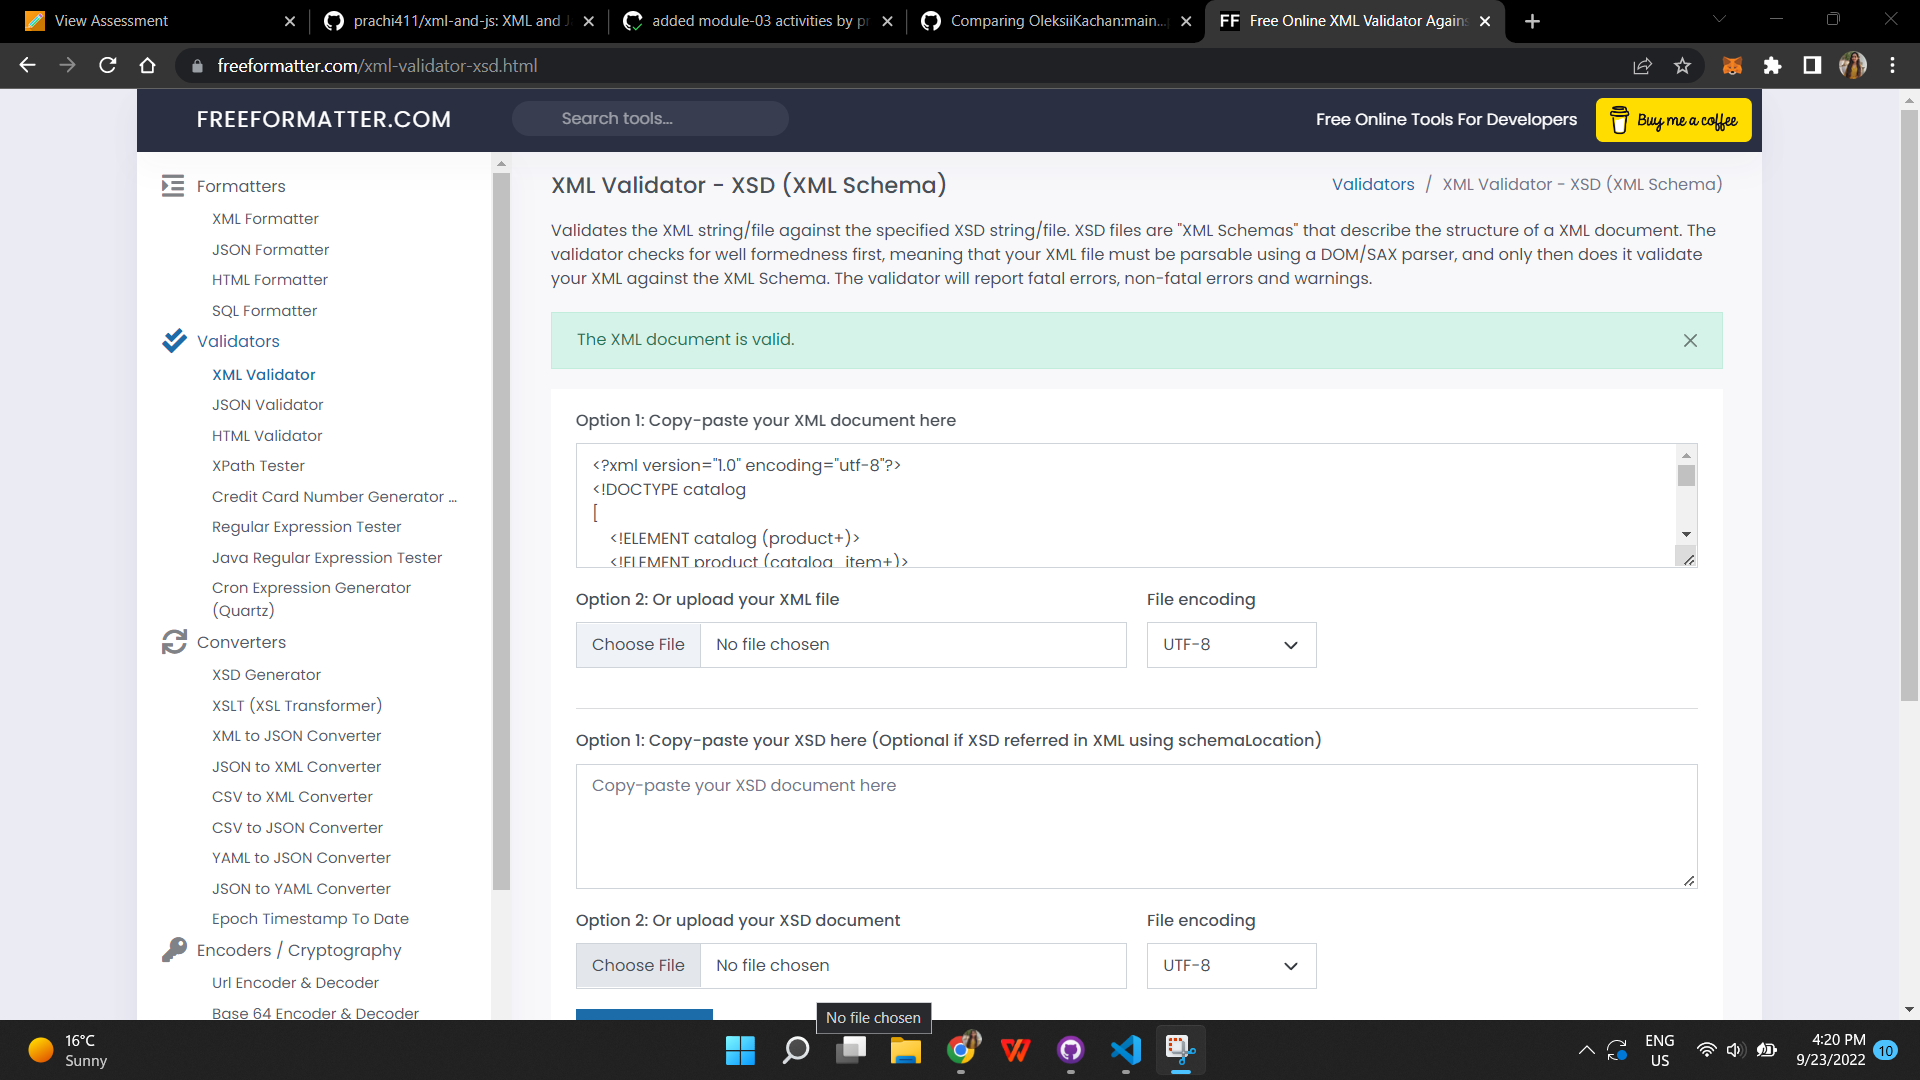 View Assessment
prachi411/xml-and-js: XML and J
added module-03 activities by pr
Comparing OleksiiKachan:main...p
FF Free Online XML Validator Agains
freeformatter.com/xml-validator-xsd.html
FREEFORMATTER.COM
Search tools...
Free Online Tools For Developers
Buy me a coffee
Formatters
XML Formatter
JSON Formatter
HTML Formatter
SQL Formatter
Validators
XML Validator
JSON Validator
HTML Validator
XPath Tester
Credit Card Number Generator ...
Regular Expression Tester
Java Regular Expression Tester
Cron Expression Generator
(Quartz)
Converters
XSD Generator
XSLT (XSL Transformer)
XML to JSON Converter
JSON to XML Converter
CSV to XML Converter
CSV to JSON Converter
YAML to JSON Converter
JSON to YAML Converter
Epoch Timestamp To Date
Encoders / Cryptography
Url Encoder & Decoder
Base 64 Encoder & Decoder
XML Validator - XSD (XML Schema)
Validators / XML Validator - XSD (XML Schema)
Validates the XML string/file against the specified XSD string/file. XSD files are "XML Schemas" that describe the structure of a XML document. The
validator checks for well formedness first, meaning that your XML file must be parsable using a DOM/SAX parser, and only then does it validate
your XML against the XML Schema. The validator will report fatal errors, non-fatal errors and warnings.
The XML document is valid.
Option 1: Copy-paste your XML document here
<?xml version="1.0" encoding="utf-8"?>
<!DOCTYPE catalog
[
<!ELEMENT catalog (product+)>
<!ELEMENT product (catalog_item+)>
Option 2: Or upload your XML file
File encoding
Choose File No file chosen
UTF-8
Option 1: Copy-paste your XSD here (Optional if XSD referred in XML using schemaLocation)
Copy-paste your XSD document here
Option 2: Or upload your XSD document
File encoding
Choose File No file chosen
UTF-8
No file chosen
16°C
Sunny
ENG
US
4:20 PM
9/23/2022
10